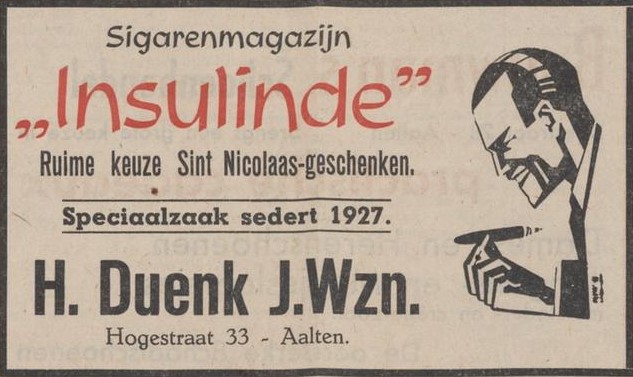 Sigarenmagazijn
„Insulinde”
Ruime keuze Sint Nicolaas-geschenken.
Speciaalzaak sedert 1927.
H. Duenk J.Wzn.
Hogestraat 33 - Aalten.